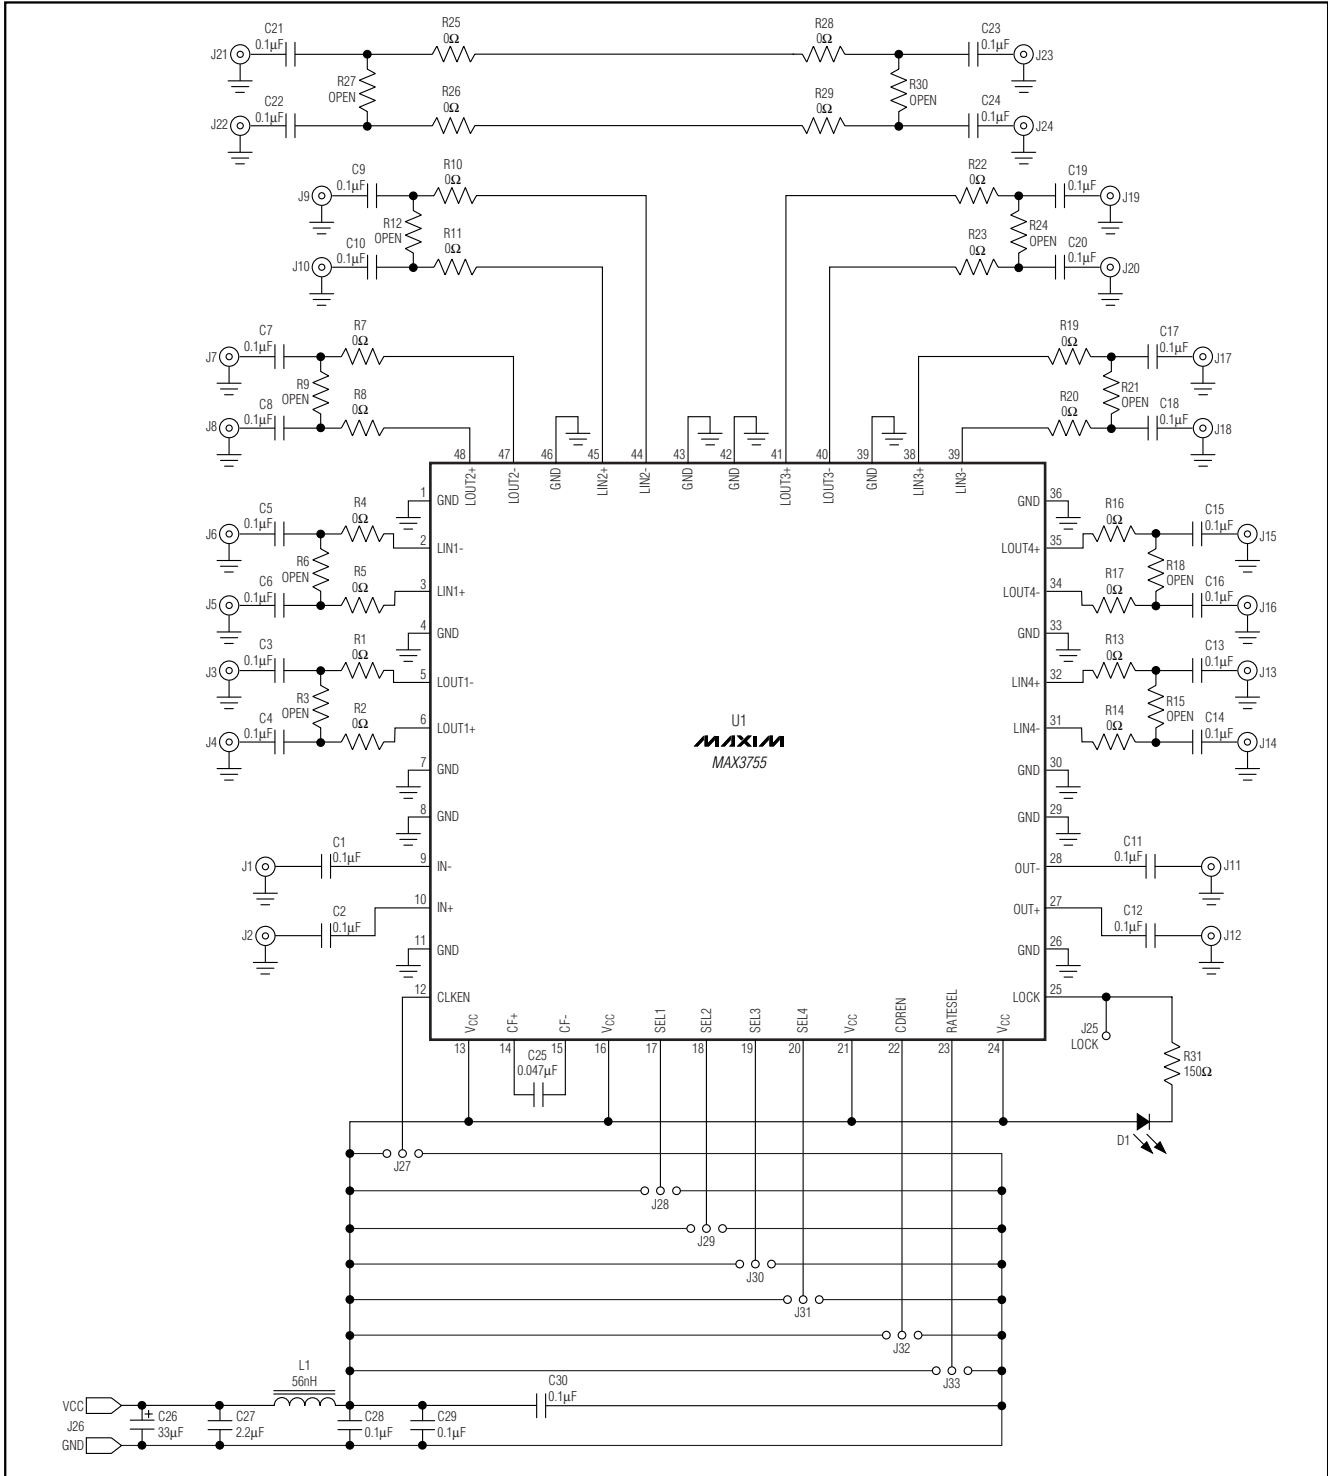 C21
0.1µF
J21
R25
0Ω
R28
0Ω
C23
0.1µF
J23
R27
OPEN
R30
OPEN
C22
0.1µF
J22
R26
0Ω
R29
0Ω
C24
0.1µF
J24
C9
0.1µF
J9
R10
0Ω
R22
0Ω
C19
0.1µF
J19
R12
OPEN
R24
OPEN
C10
0.1µF
J10
R11
0Ω
R23
0Ω
C20
0.1µF
J20
C7
0.1µF
J7
R7
0Ω
R19
0Ω
C17
0.1µF
J17
R9
OPEN
R21
OPEN
C8
0.1µF
J8
R8
0Ω
R20
0Ω
C18
0.1µF
J18
48 47 46 45 44 43 42 41 40 39 38 39
LOUT2+ LOUT2- GND LIN2+ LIN2- GND GND LOUT3+ LOUT3- GND LIN3+ LIN3-
1 GND
GND 36
C5
0.1µF
J6
R4
0Ω
2 LIN1-
LOUT4+ 35
R16
0Ω
C15
0.1µF
J15
R6
OPEN
R18
OPEN
C6
0.1µF
J5
R5
0Ω
3 LIN1+
LOUT4- 34
R17
0Ω
C16
0.1µF
J16
4 GND
GND 33
C3
0.1µF
J3
R1
0Ω
5 LOUT1-
LIN4+ 32
R13
0Ω
C13
0.1µF
J13
R3
OPEN
R15
OPEN
C4
0.1µF
J4
R2
0Ω
6 LOUT1+
LIN4- 31
R14
0Ω
C14
0.1µF
J14
U1
MAXIM
MAX3755
7 GND
GND 30
8 GND
GND 29
C1
0.1µF
J1
9 IN-
OUT- 28
C11
0.1µF
J11
C2
0.1µF
J2
10 IN+
OUT+ 27
C12
0.1µF
J12
11 GND
GND 26
12 CLKEN
LOCK 25
VCC CF+ CF- VCC SEL1 SEL2 SEL3 SEL4 VCC CDREN RATESEL VCC
13 14 15 16 17 18 19 20 21 22 23 24
C25
0.047µF
J25
LOCK
R31
150Ω
D1
J27
J28
J29
J30
J31
J32
J33
L1
56nH
C30
0.1µF
VCC
J26
GND
C26
33µF
+
C27
2.2µF
C28
0.1µF
C29
0.1µF